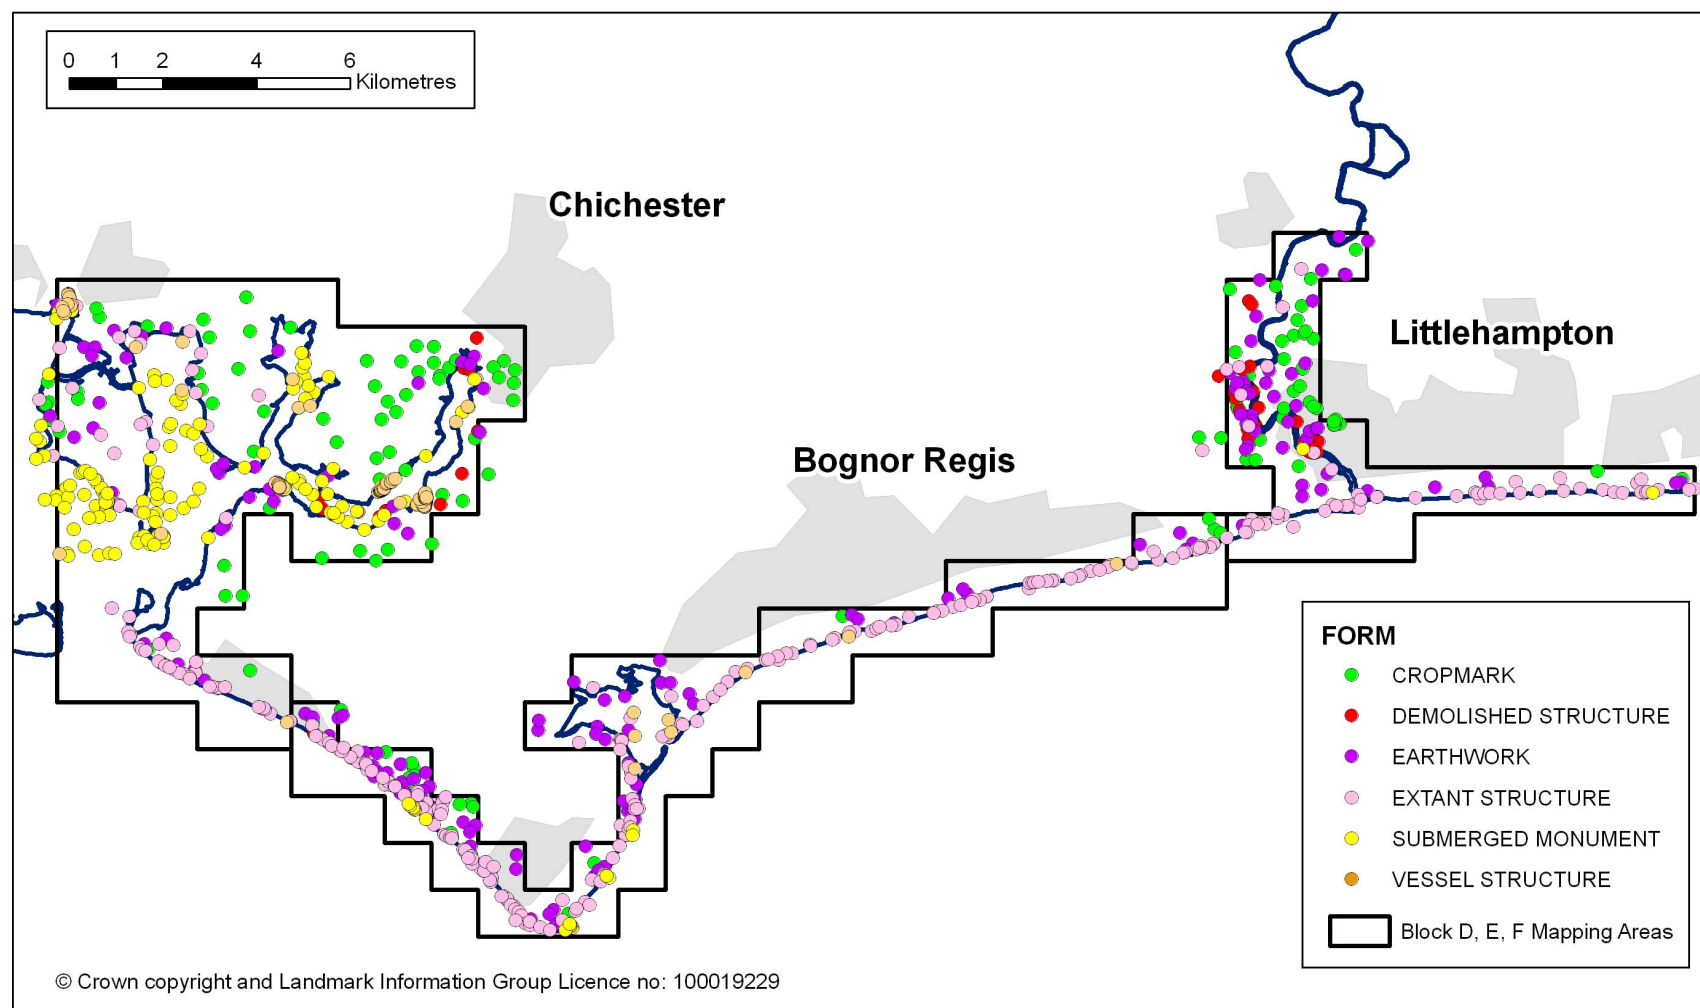 0 1 2 4 6
Kilometres
Chichester
Littlehampton
Bognor Regis
FORM
CROPMARK
DEMOLISHED STRUCTURE
EARTHWORK
EXTANT STRUCTURE
SUBMERGED MONUMENT
VESSEL STRUCTURE
Block D, E, F Mapping Areas
© Crown copyright and Landmark Information Group Licence no: 100019229